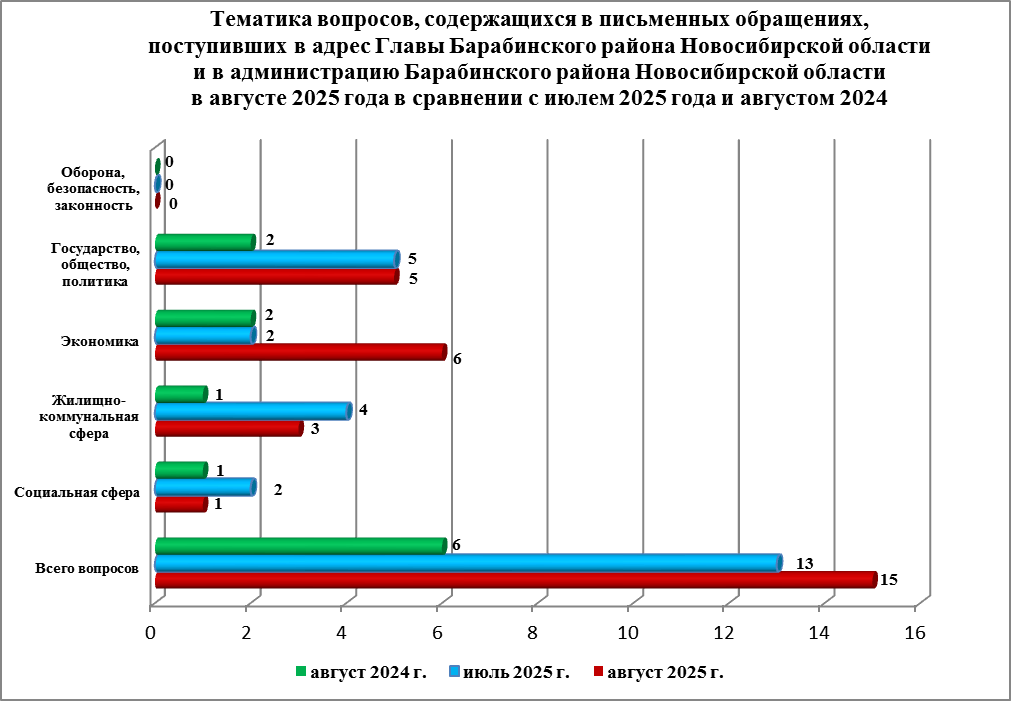 Тематика вопросов, содержащихся в письменных обращениях,
поступивших в адрес Главы Барабинского района Новосибирской области
и в администрацию Барабинского района Новосибирской области
в августе 2025 года в сравнении с июлем 2025 года и августом 2024
Оборона,
безопасность,
законность
0
0
0
Государство,
общество,
политика
2
5
5
Экономика
2
2
6
Жилищно-
коммунальная
сфера
1
4
3
Социальная сфера
1
2
1
Всего вопросов
6
13
15
0 2 4 6 8 10 12 14 16
август 2024 г. июль 2025 г. август 2025 г.